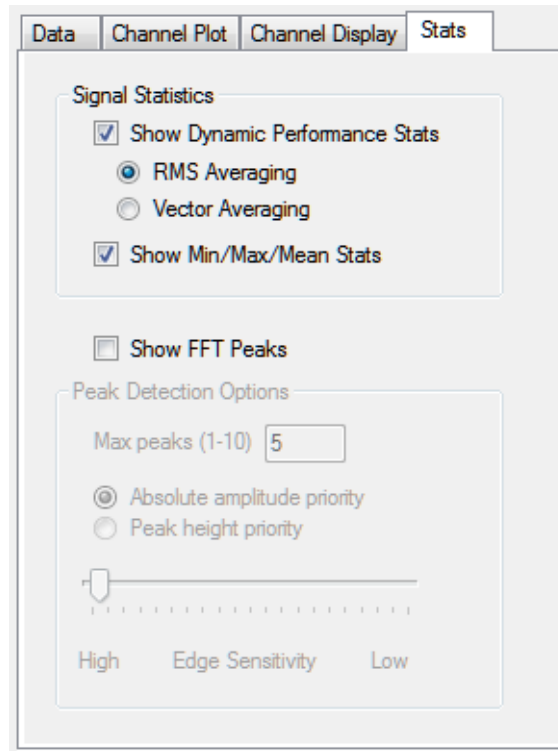 Data Channel Plot Channel Display Stats
Signal Statistics
Show Dynamic Performance Stats
RMS Averaging
Vector Averaging
Show Min/Max/Mean Stats
Show FFT Peaks
Peak Detection Options
Max peaks (1-10) 5
Absolute amplitude priority
Peak height priority
High Edge Sensitivity Low